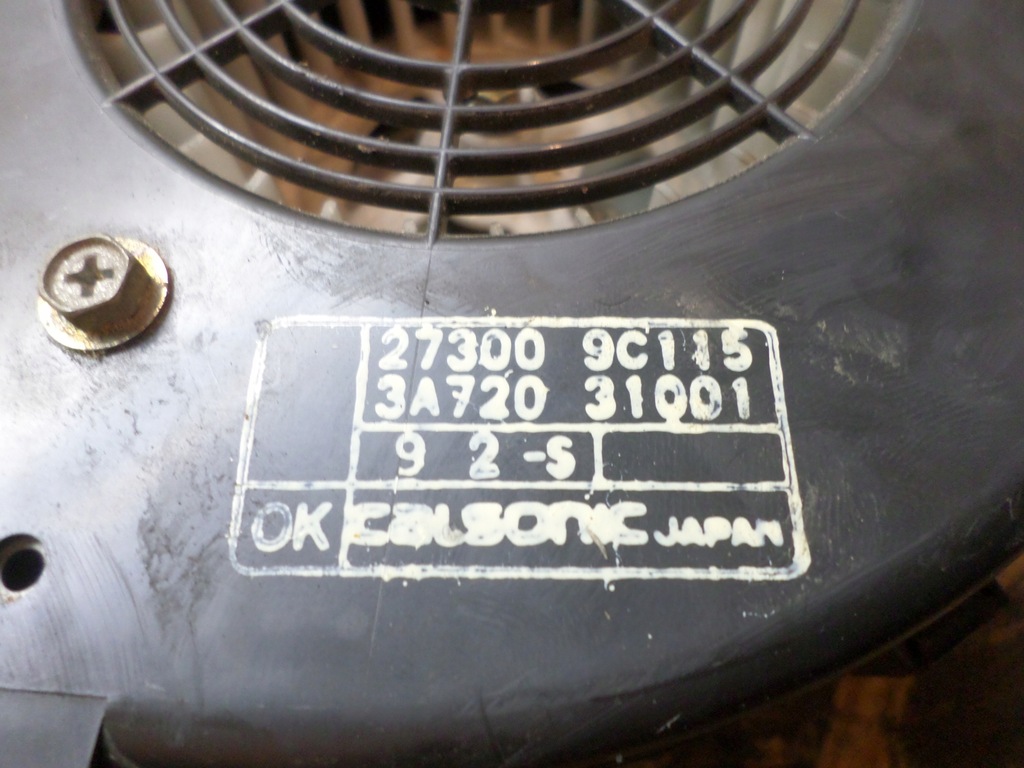 27300 9C115
3A720 31001
9 2 -S
OK calsonic JAPAN